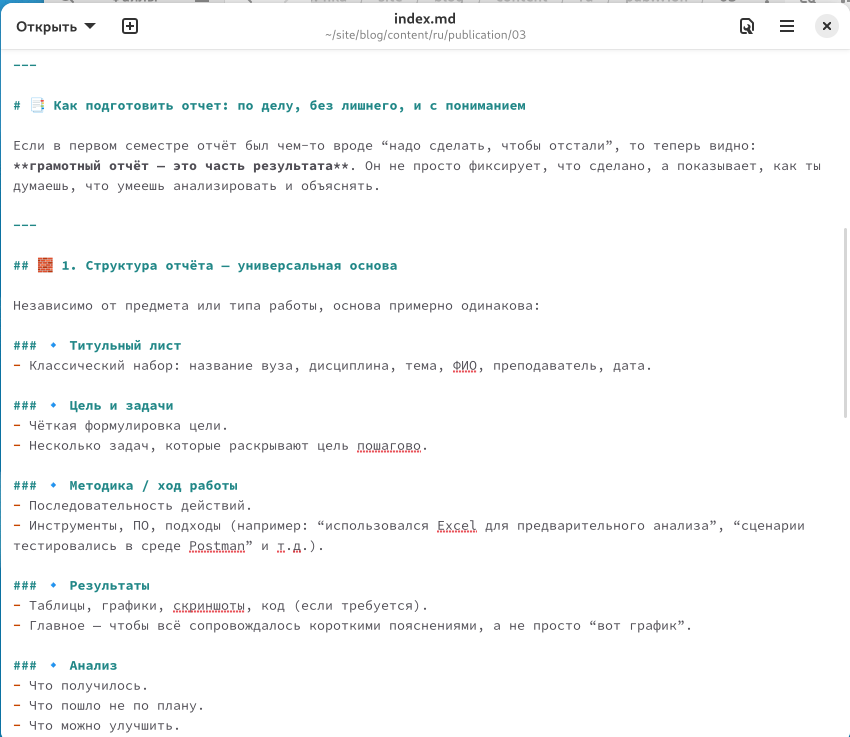 Открыть
index.md
~/site/blog/content/ru/publication/03
---
# 📑 Как подготовить отчет: по делу, без лишнего, и с пониманием
Если в первом семестре отчёт был чем-то вроде “надо сделать, чтобы отстали”, то теперь видно:
**грамотный отчёт — это часть результата**. Он не просто фиксирует, что сделано, а показывает, как ты
думаешь, что умеешь анализировать и объяснять.
---
## 🧱 1. Структура отчёта — универсальная основа
Независимо от предмета или типа работы, основа примерно одинакова:
### 🔹 Титульный лист
- Классический набор: название вуза, дисциплина, тема, ФИО, преподаватель, дата.
### 🔹 Цель и задачи
- Чёткая формулировка цели.
- Несколько задач, которые раскрывают цель пошагово.
### 🔹 Методика / ход работы
- Последовательность действий.
- Инструменты, ПО, подходы (например: “использовался Excel для предварительного анализа”, “сценарии
тестировались в среде Postman” и т.д.).
### 🔹 Результаты
- Таблицы, графики, скриншоты, код (если требуется).
- Главное — чтобы всё сопровождалось короткими пояснениями, а не просто “вот график”.
### 🔹 Анализ
- Что получилось.
- Что пошло не по плану.
- Что можно улучшить.